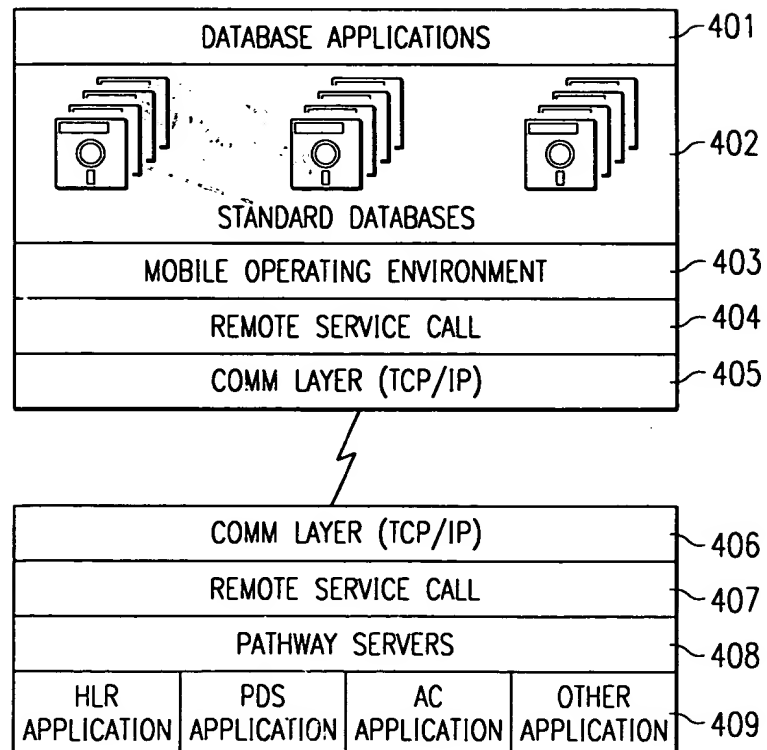 DATABASE APPLICATIONS 401
402
STANDARD DATABASES
MOBILE OPERATING ENVIRONMENT 403
REMOTE SERVICE CALL 404
COMM LAYER (TCP/IP) 405
COMM LAYER (TCP/IP) 406
REMOTE SERVICE CALL 407
PATHWAY SERVERS 408
HLR APPLICATION PDS APPLICATION AC APPLICATION OTHER APPLICATION 409